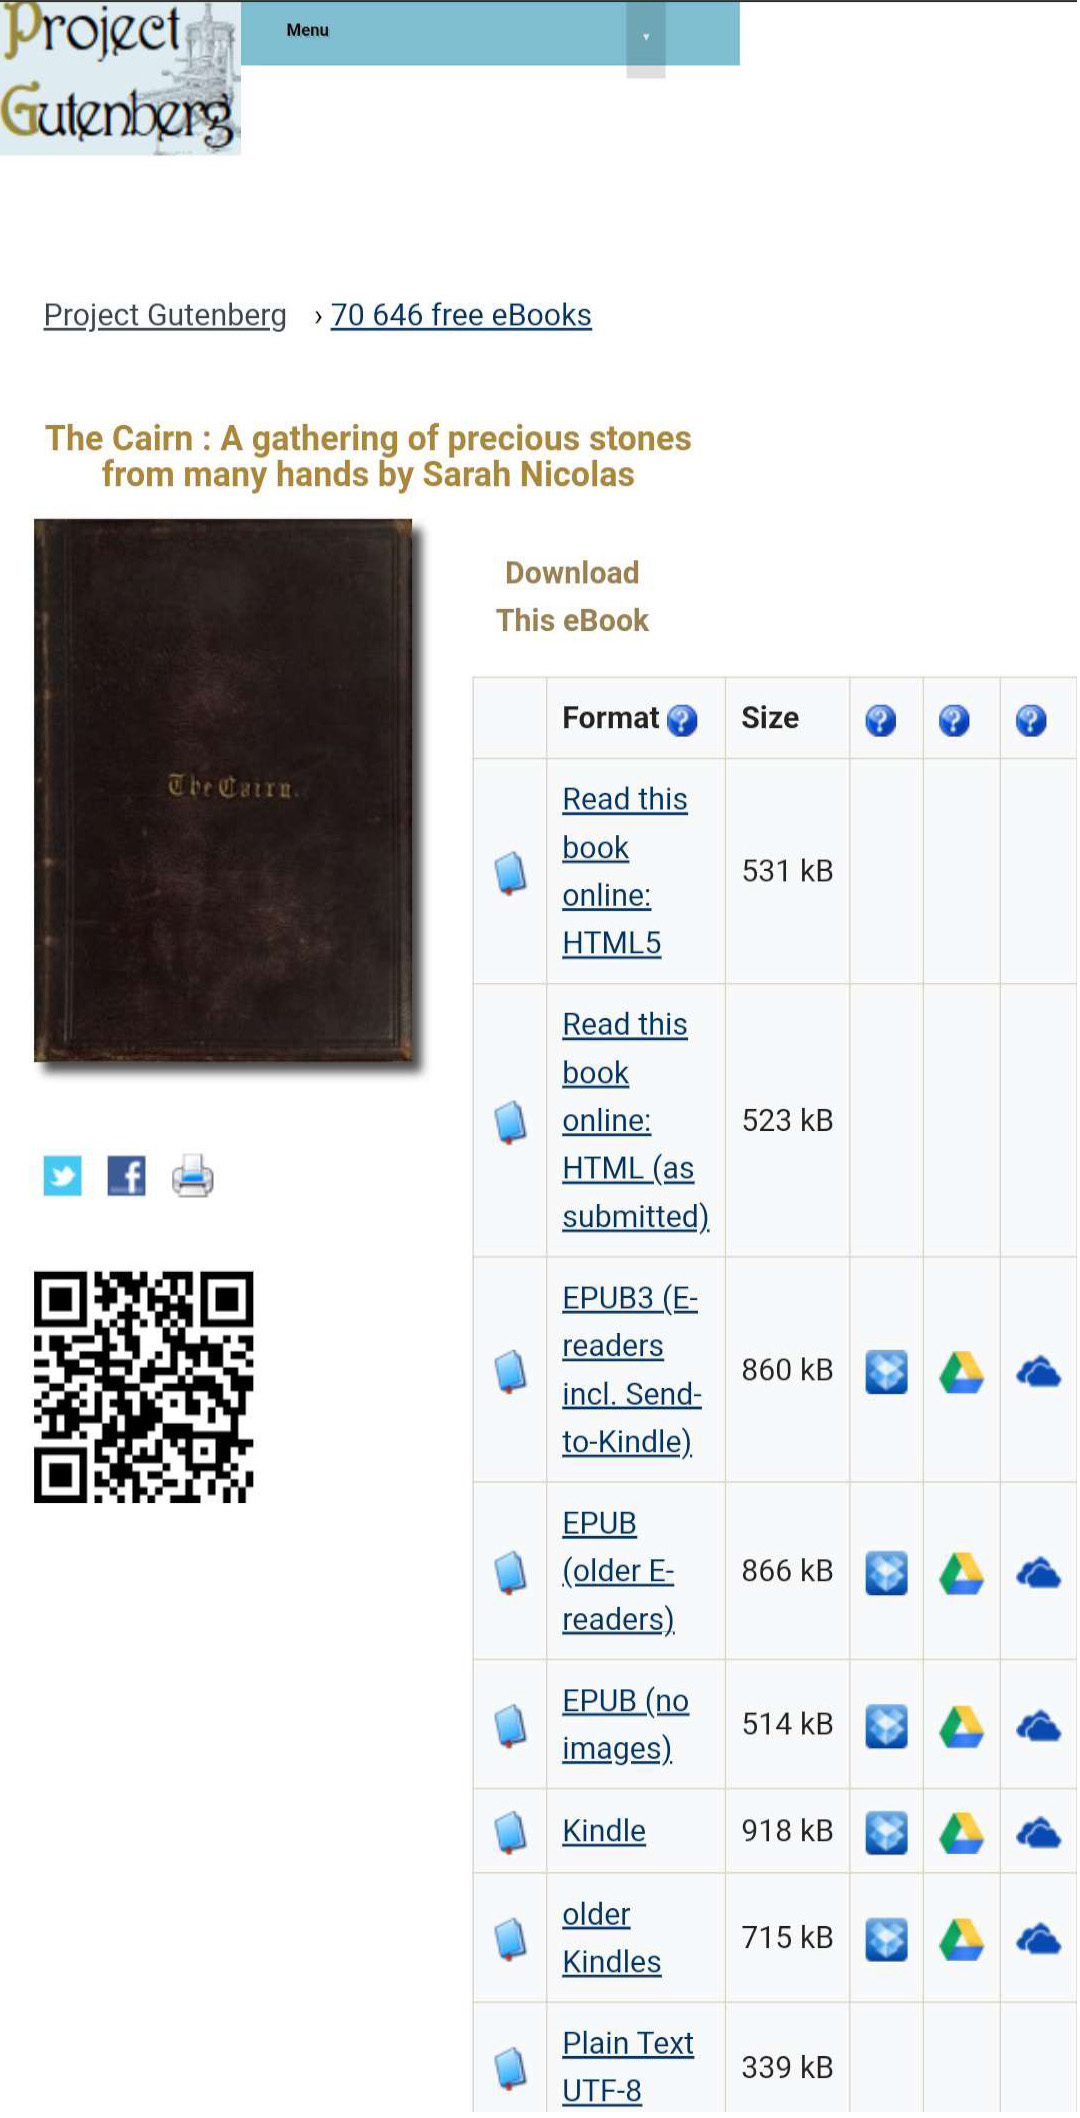 Project
Gutenberg
Menu
Project Gutenberg › 70 646 free eBooks
The Cairn : A gathering of precious stones
from many hands by Sarah Nicolas
The Cairn.
Download
This eBook
Format Size
Read this
book
online:
HTML5
531 kB
Read this
book
online:
HTML (as
submitted)
523 kB
EPUB3 (E-
readers
incl. Send-
to-Kindle)
860 kB
EPUB
(older E-
readers)
866 kB
EPUB (no
images)
514 kB
Kindle
918 kB
older
Kindles
715 kB
Plain Text
UTF-8
339 kB